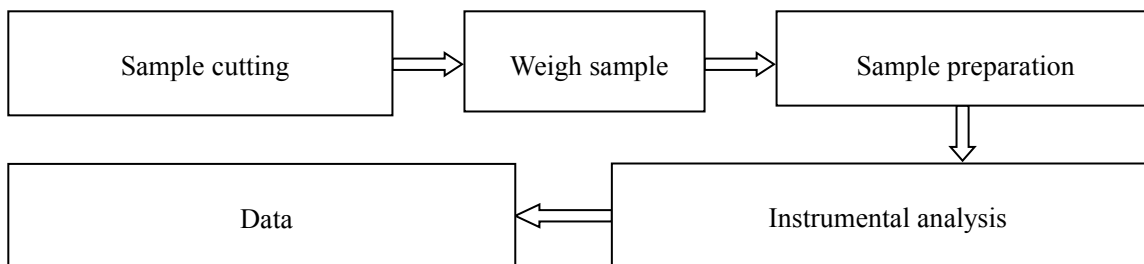 Sample cutting
Weigh sample
Sample preparation
Instrumental analysis
Data